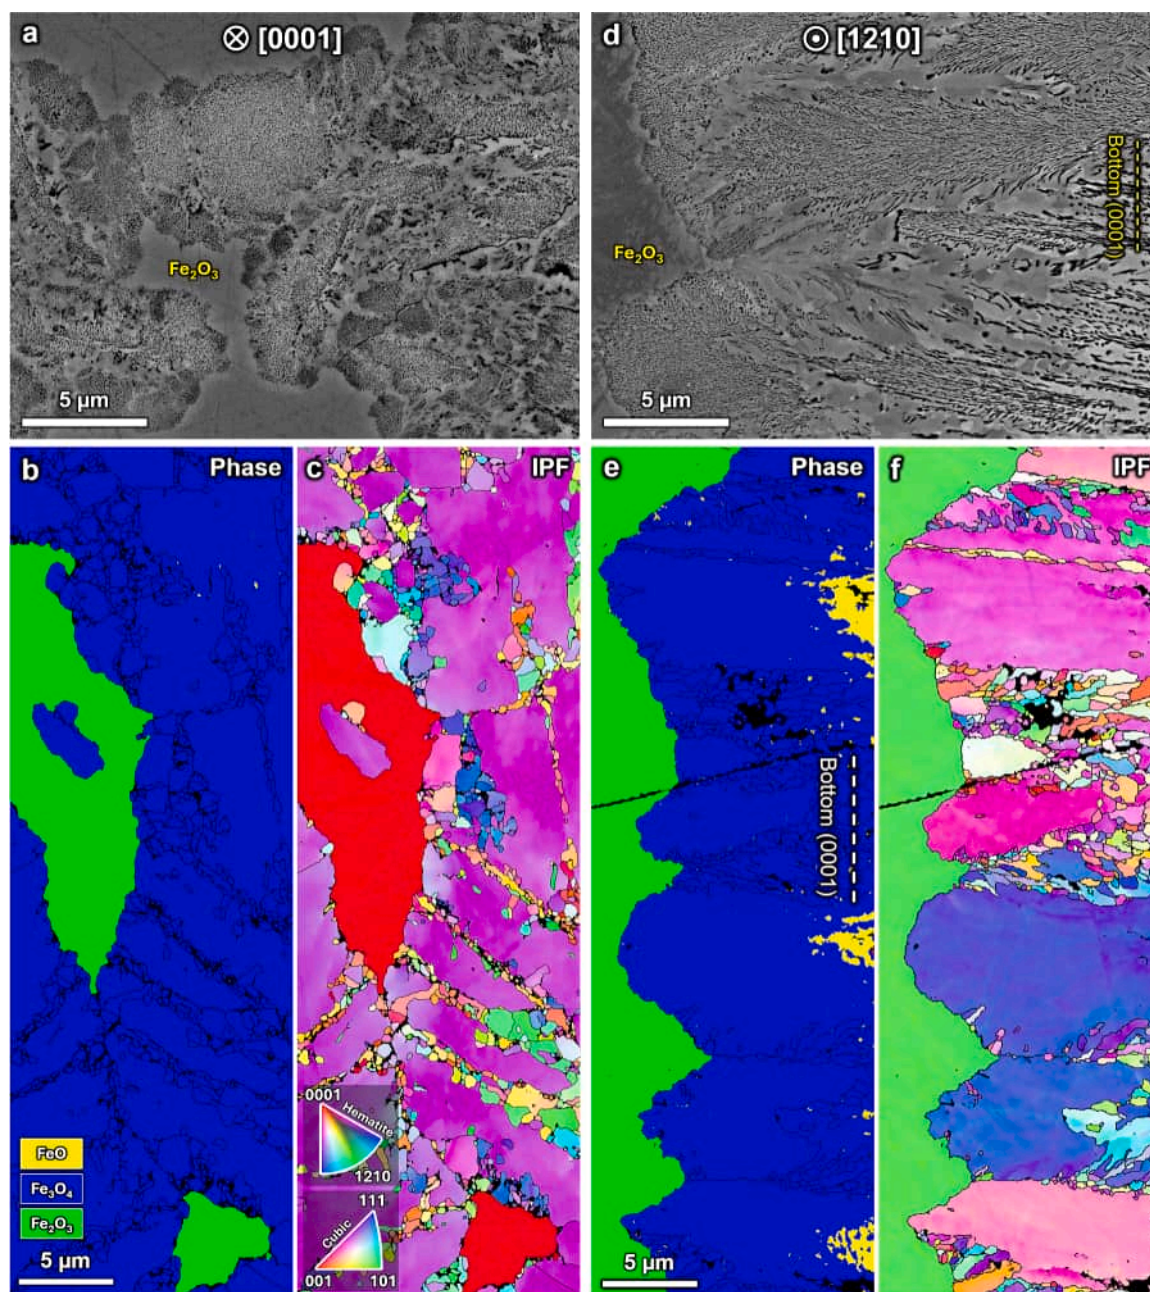 a
⊗ [0001]
Fe₂O₃
5 µm
d
⊙ [1210]
Fe₂O₃
Bottom (0001)
5 µm
b
Phase
FeO
Fe₃O₄
Fe₂O₃
5 µm
c
IPF
0001
Hematite
1210
111
Cubic
001
101
e
Phase
Bottom (0001)
5 µm
f
IPF